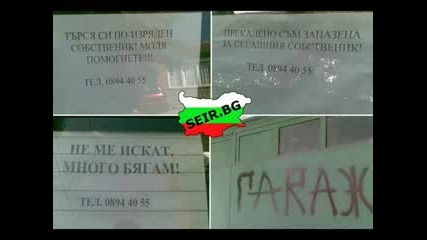 ТЪРСЯ СИ ПО-ИЗРЯДЕН
СОБСТВЕНИК! МОЛЯ
ПОМОГНЕТЕ!!!
ТЕЛ. 0894 40 55
ПРЕКАЛЕНО СЪМ ЗАПАЗЕНА
ЗА СЕГАШНИЯ СОБСТВЕНИК!
ТЕЛ. 0894 40 55
SEIR.BG
НЕ МЕ ИСКАТ,
МНОГО БЯГАМ!
ТЕЛ. 0894 40 55
ГАRАЖ